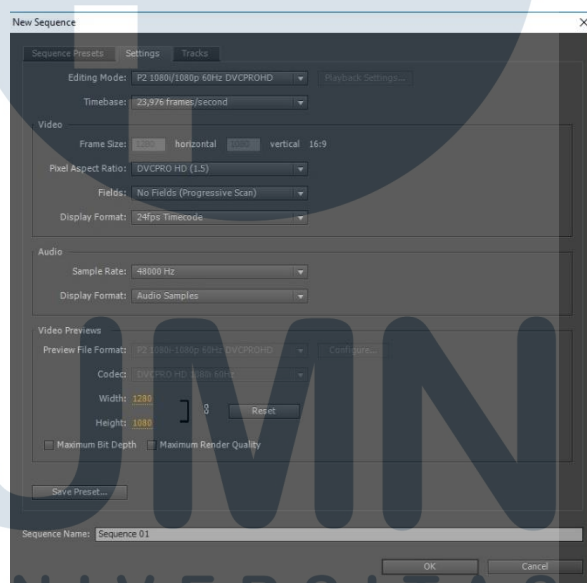 New Sequence
Sequence Presets Settings Tracks
Editing Mode: P2 1080i/1080p 60Hz DVCPROHD Playback Settings...
Timebase: 23,976 frames/second
Video
Frame Size: 1280 horizontal 1080 vertical 16:9
Pixel Aspect Ratio: DVCPRO HD (1.5)
Fields: No Fields (Progressive Scan)
Display Format: 24fps Timecode
Audio
Sample Rate: 48000 Hz
Display Format: Audio Samples
Video Previews
Preview File Format: P2 1080i-1080p 60Hz DVCPROHD Configure...
Codec: DVCPRO HD 1080i 60Hz
Width: 1280
Reset
Height: 1080
Maximum Bit Depth Maximum Render Quality
Save Preset...
UMN
Sequence Name: Sequence 01
OK Cancel